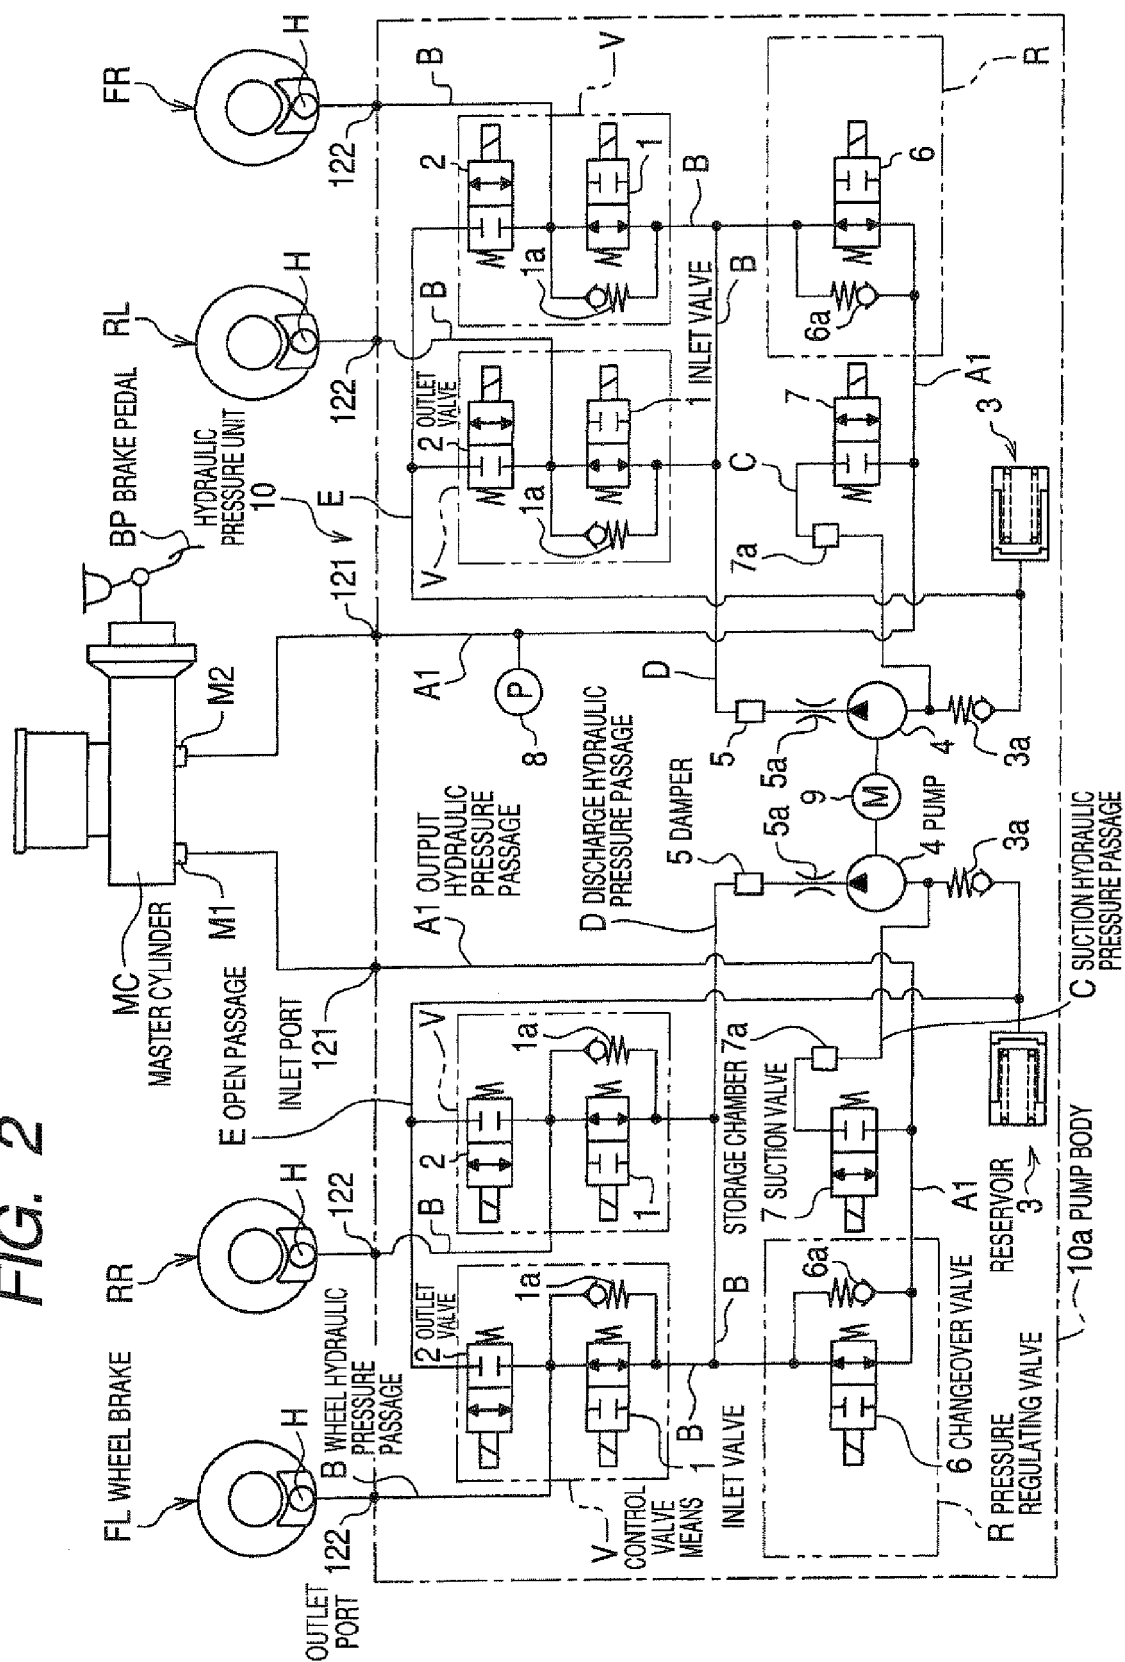 FIG. 2
FL WHEEL BRAKE
RR
RL
FR
H
H
H
H
MC
MASTER CYLINDER
M1
M2
BP BRAKE PEDAL
HYDRAULIC
PRESSURE UNIT
10
OUTLET
PORT
122
122
122
122
INLET PORT
121
121
E OPEN PASSAGE
E
B WHEEL HYDRAULIC
PRESSURE
PASSAGE
B
B
B
A1 OUTPUT
HYDRAULIC
PRESSURE
PASSAGE
A1
V
CONTROL
VALVE
MEANS
V
V
V
2 OUTLET
VALVE
2
2 OUTLET
VALVE
2
1a
1a
1a
1a
1
1
1
1
INLET VALVE
INLET VALVE
B
B
B
B
P
8
D DISCHARGE HYDRAULIC
PRESSURE PASSAGE
D
5 DAMPER
5
5a
5a
M
9
4 PUMP
4
3a
3a
STORAGE CHAMBER 7a
7 SUCTION VALVE
7a
7
C SUCTION HYDRAULIC
PRESSURE PASSAGE
C
6a
6a
6 CHANGEOVER VALVE
6
R PRESSURE
REGULATING VALVE
R
A1
A1
RESERVOIR
3
3
10a PUMP BODY